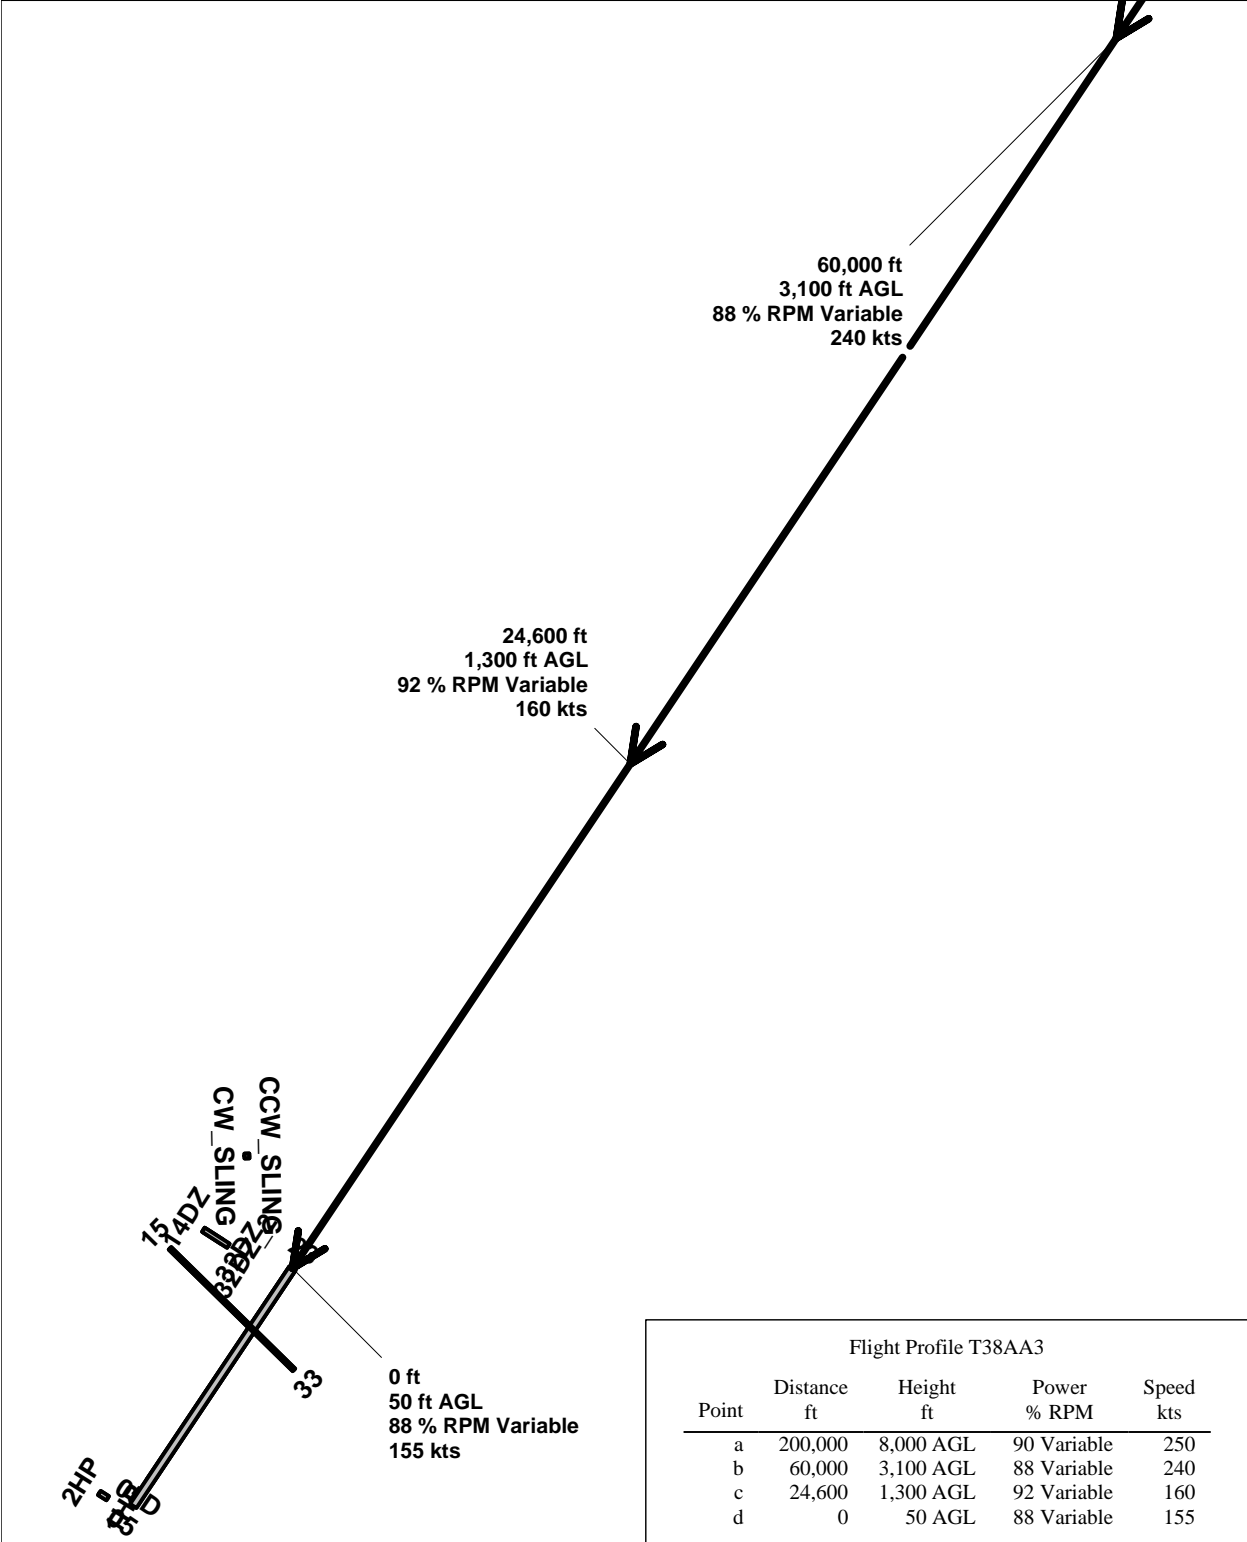 60,000 ft
3,100 ft AGL
88 % RPM Variable
240 kts
24,600 ft
1,300 ft AGL
92 % RPM Variable
160 kts
CW_SLING
CCW_SLING
15
14DZ
33
0 ft
50 ft AGL
88 % RPM Variable
155 kts
2HP
Flight Profile T38AA3
Point Distance ft Height ft Power % RPM Speed kts
a 200,000 8,000 AGL 90 Variable 250
b 60,000 3,100 AGL 88 Variable 240
c 24,600 1,300 AGL 92 Variable 160
d 0 50 AGL 88 Variable 155